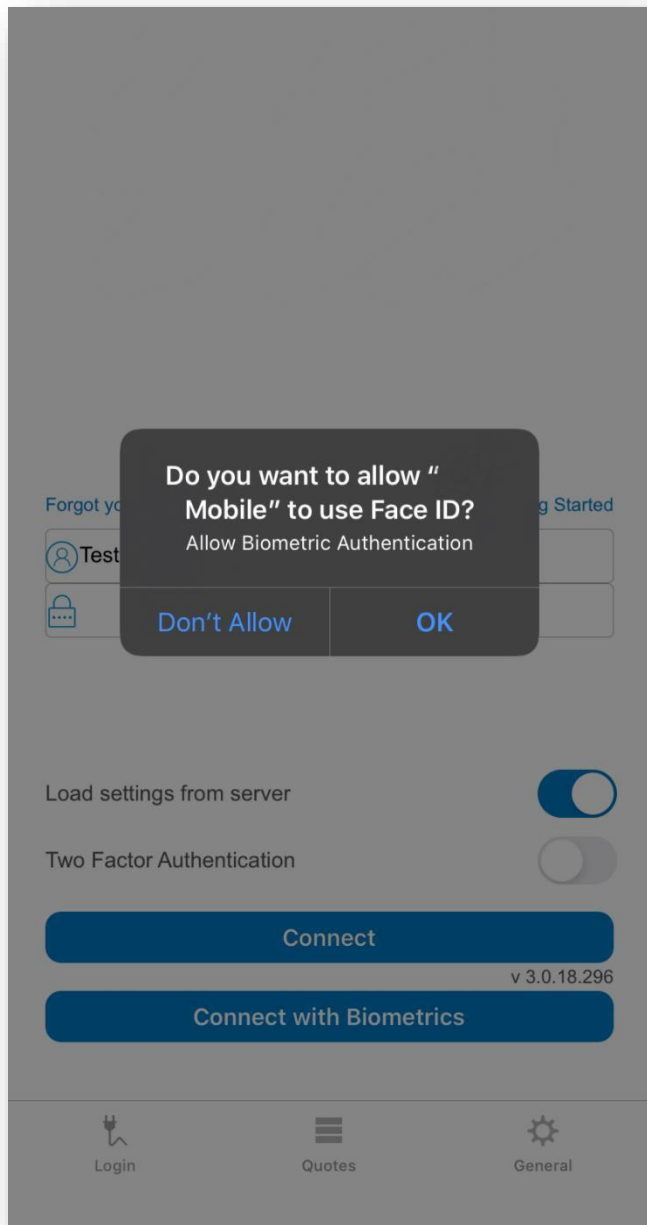 Do you want to allow “
Mobile” to use Face ID?
Allow Biometric Authentication
Don’t Allow
OK
Forgot
g Started
Test
Load settings from server
Two Factor Authentication
Connect
v 3.0.18.296
Connect with Biometrics
Login
Quotes
General